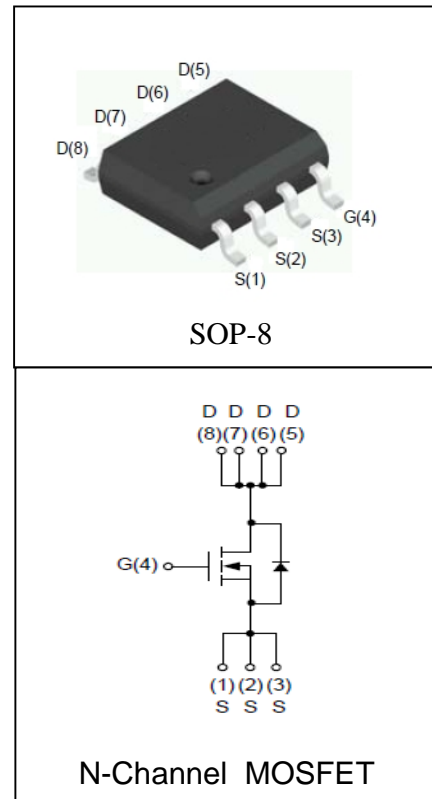 D(5)
D(6)
D(7)
D(8)
G(4)
S(3)
S(2)
S(1)
SOP-8
D D D D
(8)(7)(6)(5)
G(4)
(1)(2)(3)
S S S
N-Channel MOSFET